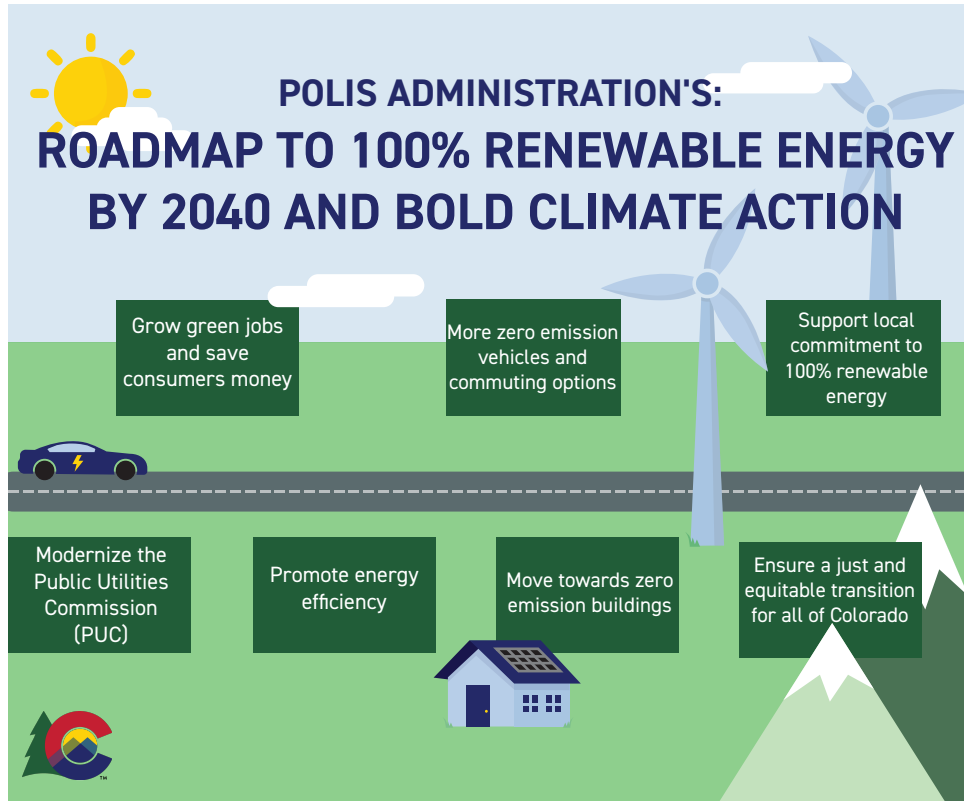 POLIS ADMINISTRATION'S:
ROADMAP TO 100% RENEWABLE ENERGY
BY 2040 AND BOLD CLIMATE ACTION
Grow green jobs
and save
consumers money
More zero emission
vehicles and
commuting options
Support local
commitment to
100% renewable
energy
Modernize the
Public Utilities
Commission
(PUC)
Promote energy
efficiency
Move towards zero
emission buildings
Ensure a just and
equitable transition
for all of Colorado
C
TM